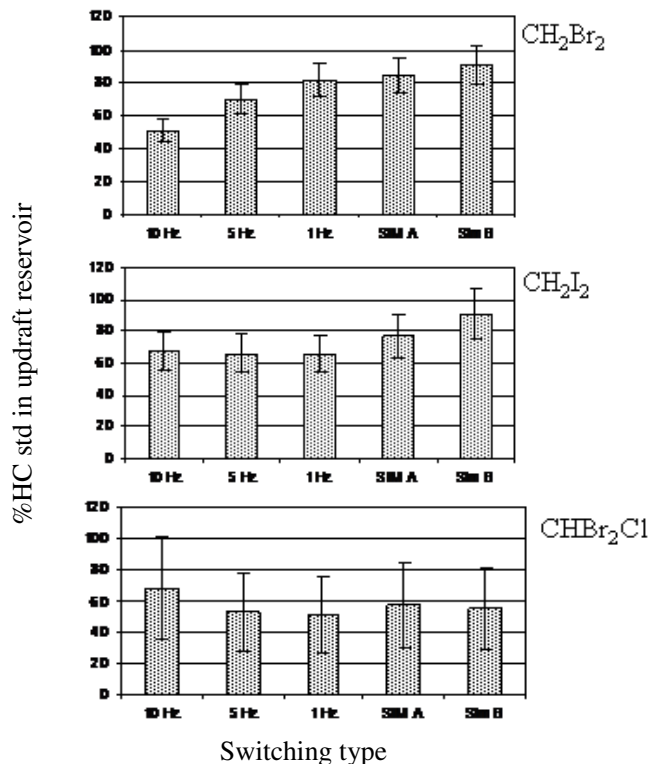 120
CH2Br2
100
80
60
40
20
0
10 Hz
5 Hz
1 Hz
SIM A
Sim B
120
CH2I2
100
80
60
40
20
0
10 Hz
5 Hz
1 Hz
SIM A
Sim B
%HC std in updraft reservoir
120
CHBr2Cl
100
80
60
40
20
0
10 Hz
5 Hz
1 Hz
SIM A
Sim B
Switching type